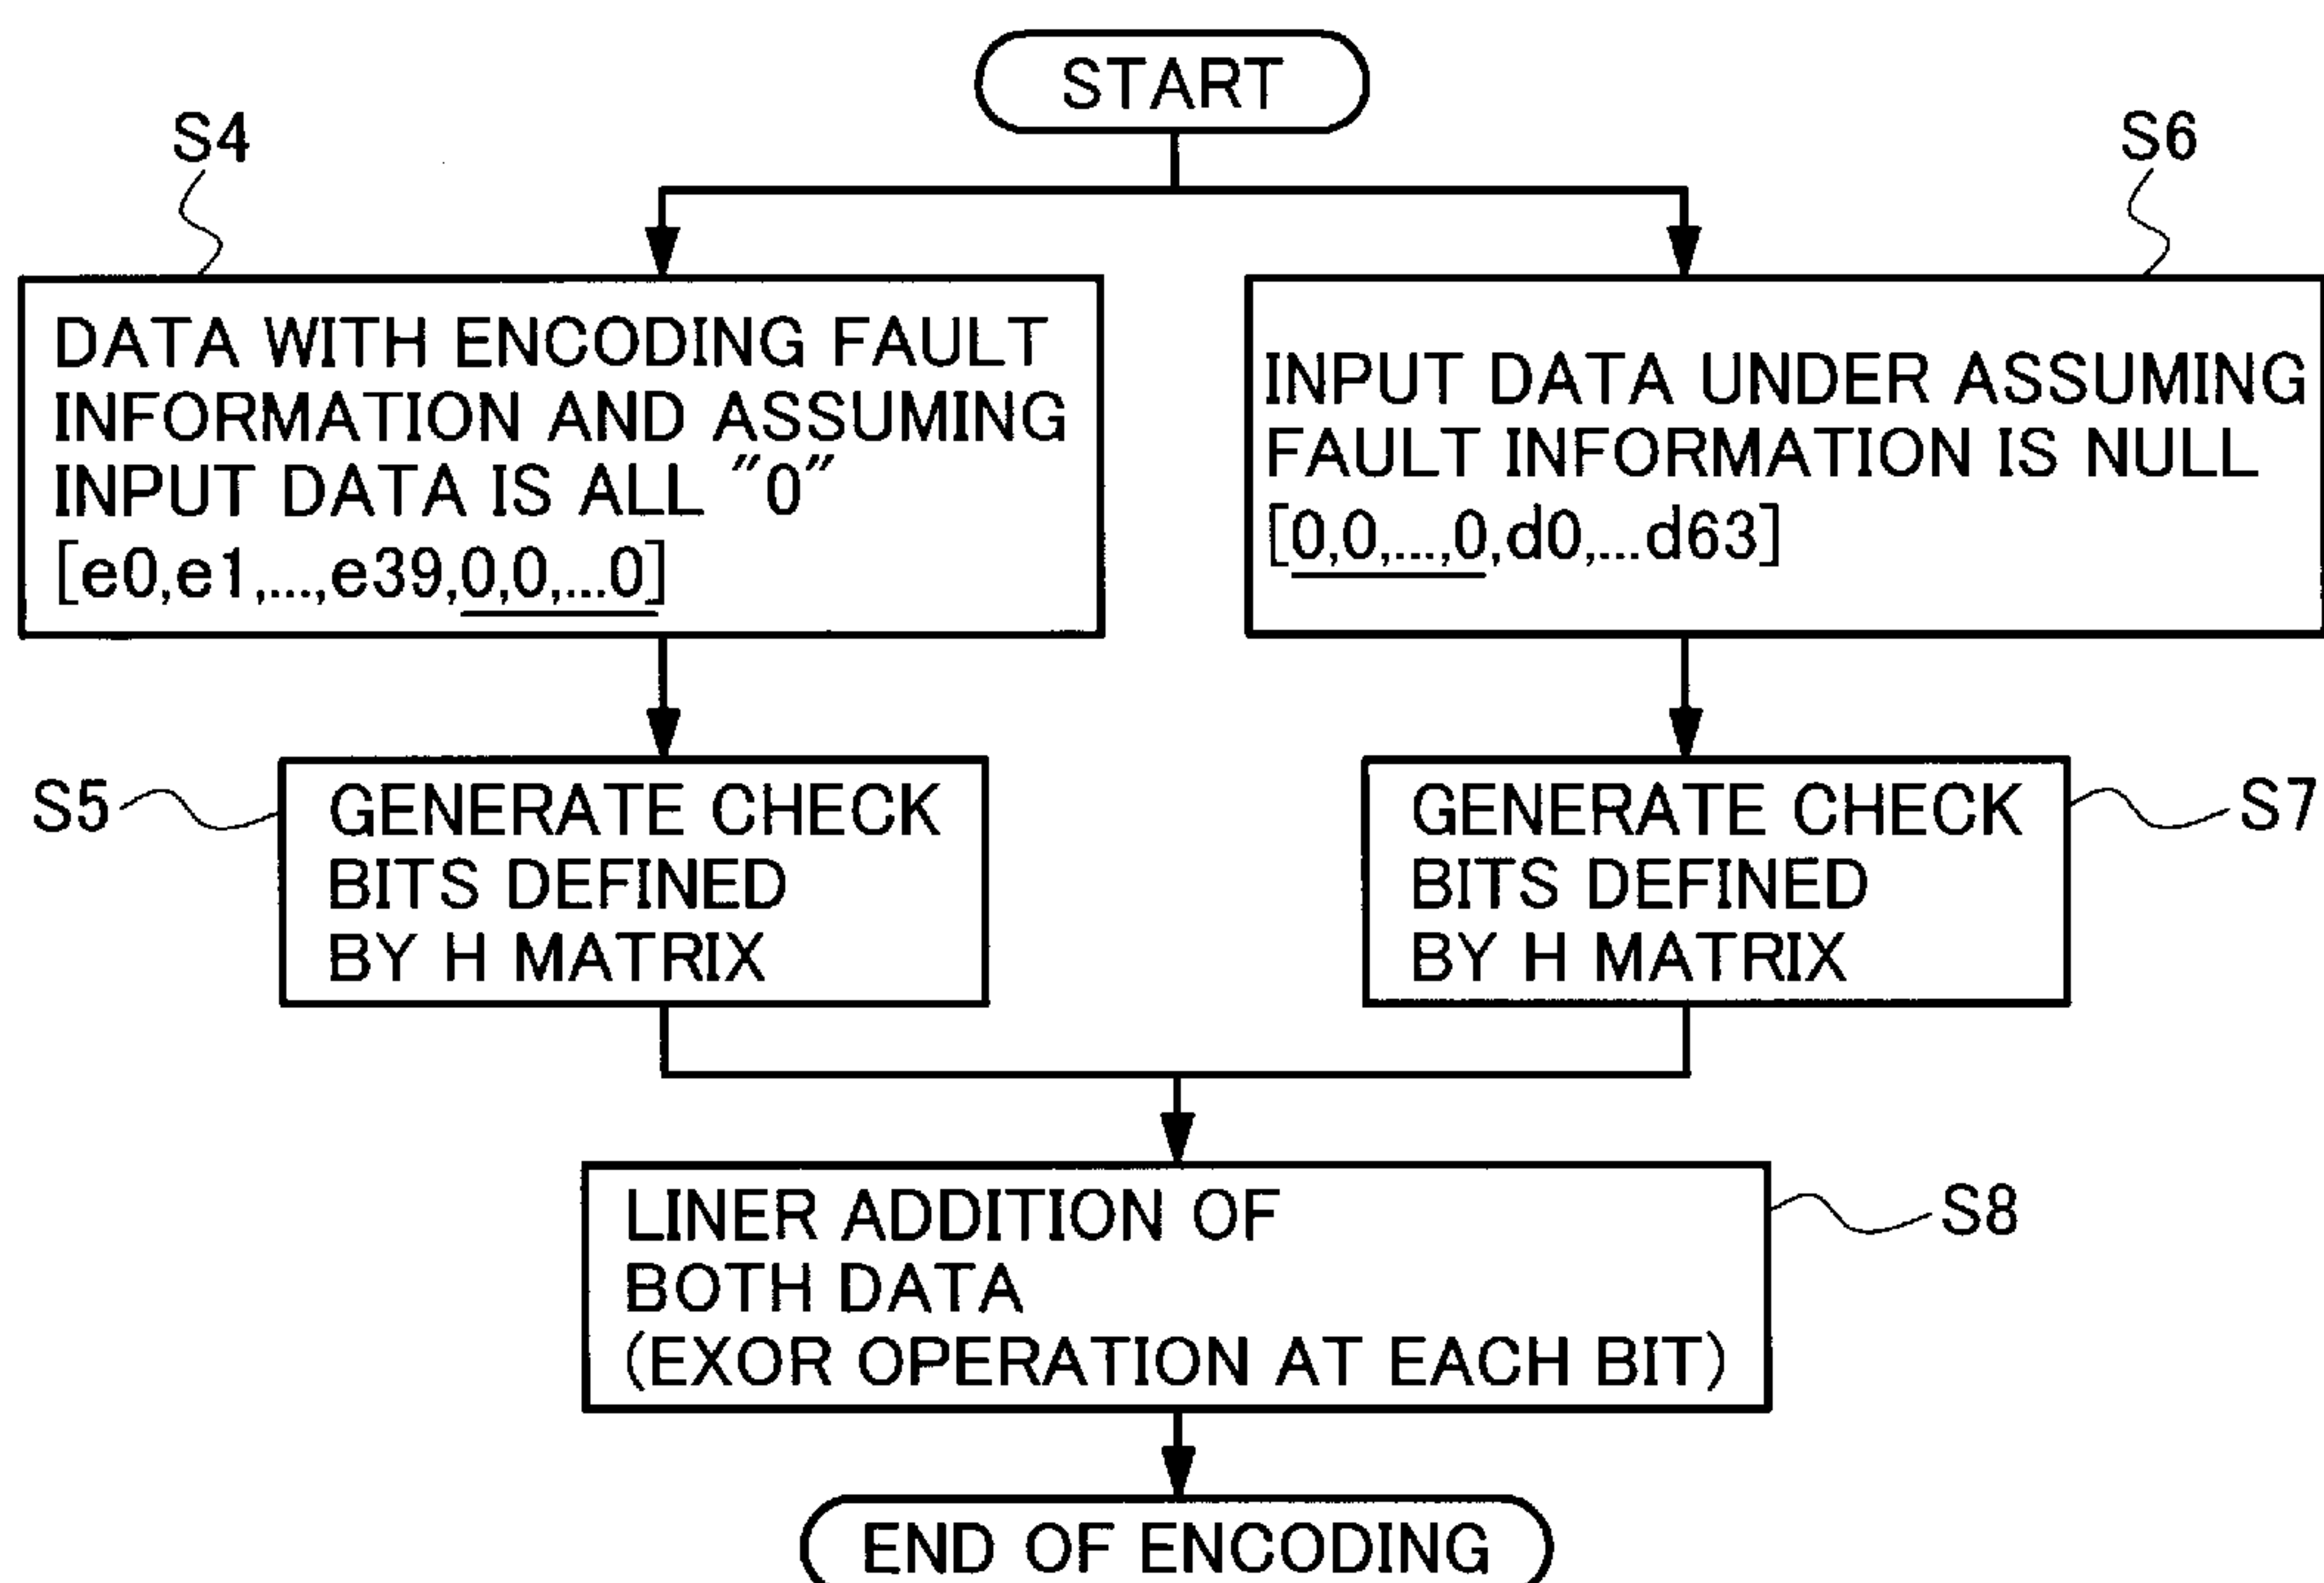 START
S4
S6
DATA WITH ENCODING FAULT
INFORMATION AND ASSUMING
INPUT DATA IS ALL "0"
[e0,e1,...,e39,0,0,...0]
INPUT DATA UNDER ASSUMING
FAULT INFORMATION IS NULL
[0,0,...,0,d0,...d63]
S5
GENERATE CHECK
BITS DEFINED
BY H MATRIX
GENERATE CHECK
BITS DEFINED
BY H MATRIX
S7
LINER ADDITION OF
BOTH DATA
(EXOR OPERATION AT EACH BIT)
S8
END OF ENCODING